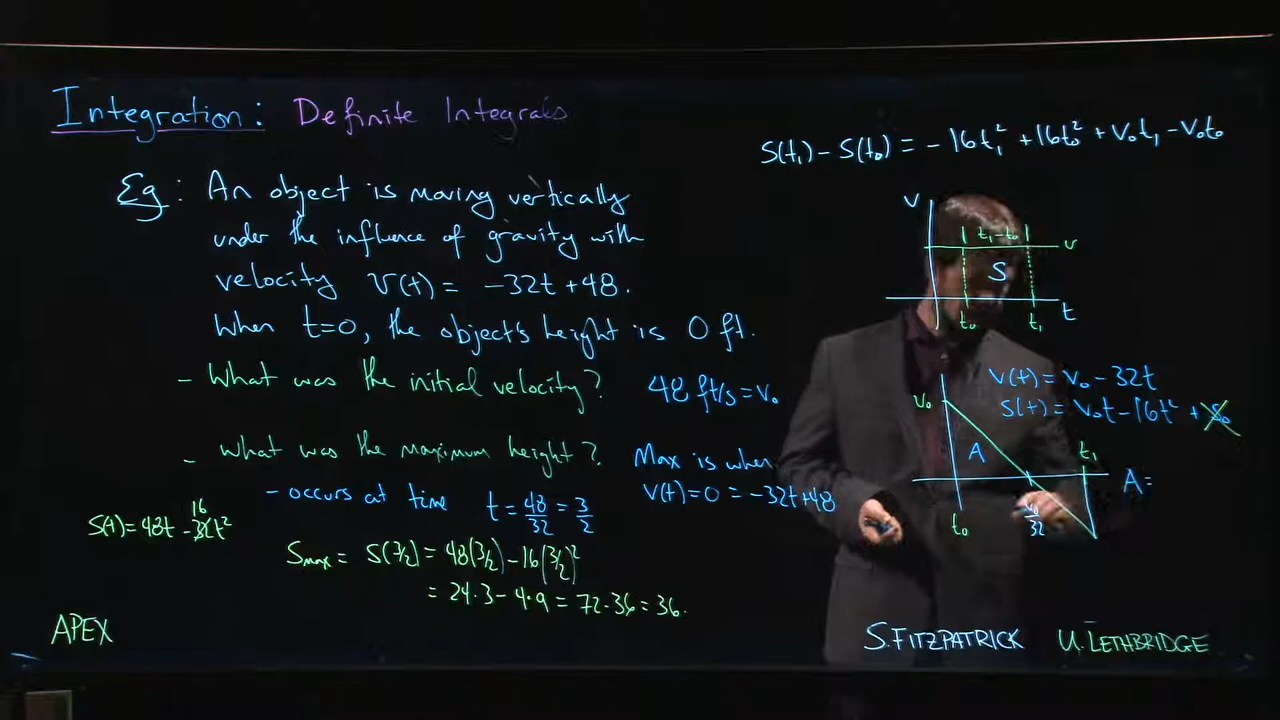 Integration: Definite Integrals
Eg: An object is moving vertically
under the influence of gravity with
velocity v(t) = -32t + 48.
When t=0, the object's height is 0 ft.
- What was the initial velocity? 48 ft/s = v₀
- What was the maximum height? Max is when
v(t) = 0 = -32t + 48
- occurs at time t = 48/32 = 3/2
S(t) = 48t - 16t²
Smax = S(3/2) = 48(3/2) - 16(3/2)²
= 24·3 - 4·9 = 72-36 = 36.
APEX
S(t₁) - S(t₀) = -16t₁² + 16t₀² + V₀t₁ - V₀t₀
V
t₁-t₀
v
S
t₀ t₁ t
v(t) = v₀ - 32t
S(t) = v₀t - 16t² + S₀
v₀
A
t₁
A =
t₀
32
S. FITZPATRICK U. LETHBRIDGE